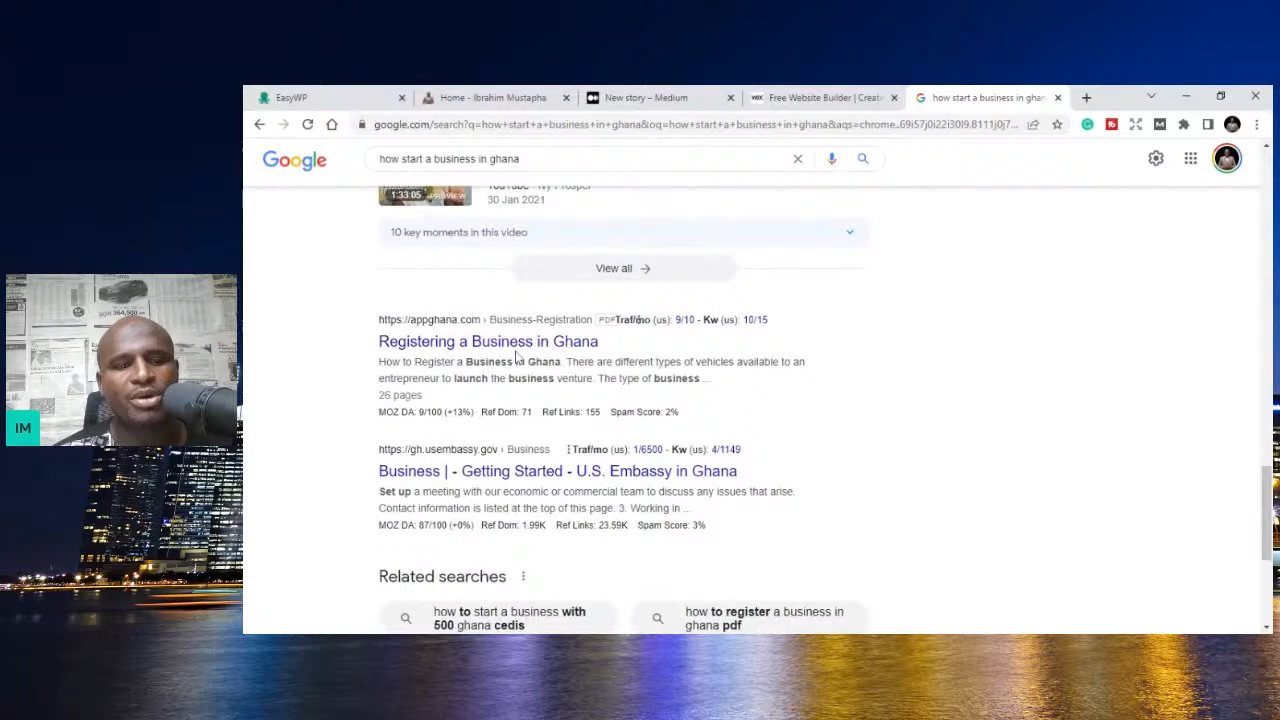 EasyWP
Home - Ibrahim Mustapha
New story – Medium
WIX Free Website Builder | Create
how start a business in ghan
google.com/search?q=how+start+a+business+in+ghana&oq=how+start+a+business+in+ghana&aqs=chrome..69i57j0i22i30l9.8111j0j7...
Google
how start a business in ghana
1:33:05
PREVIEW
YouTube · Ivy Prosper
30 Jan 2021
10 key moments in this video
View all
https://appghana.com › Business-Registration PDF Traf/mo (us): 9/10 - Kw (us): 10/15
Registering a Business in Ghana
How to Register a Business in Ghana. There are different types of vehicles available to an
entrepreneur to launch the business venture. The type of business ...
26 pages
MOZ DA: 9/100 (+13%) Ref Dom: 71 Ref Links: 155 Spam Score: 2%
https://gh.usembassy.gov › Business Traf/mo (us): 1/6500 - Kw (us): 4/1149
Business | - Getting Started - U.S. Embassy in Ghana
Set up a meeting with our economic or commercial team to discuss any issues that arise.
Contact information is listed at the top of this page. 3. Working in ...
MOZ DA: 87/100 (+0%) Ref Dom: 1.99K Ref Links: 23.59K Spam Score: 3%
Related searches
how to start a business with
500 ghana cedis
how to register a business in
ghana pdf
IM